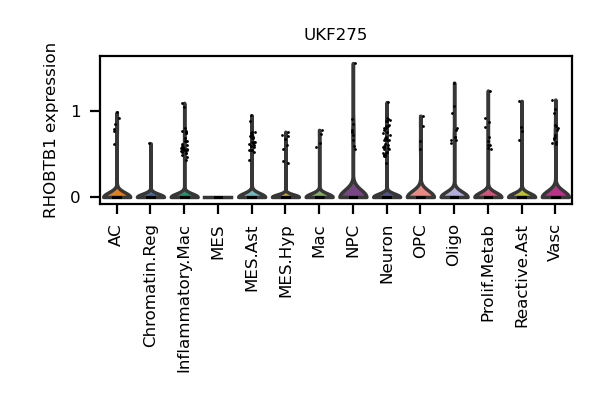 UKF275
RHOBTB1 expression
1
0
AC
Chromatin.Reg
Inflammatory.Mac
MES
MES.Ast
MES.Hyp
Mac
NPC
Neuron
OPC
Oligo
Prolif.Metab
Reactive.Ast
Vasc